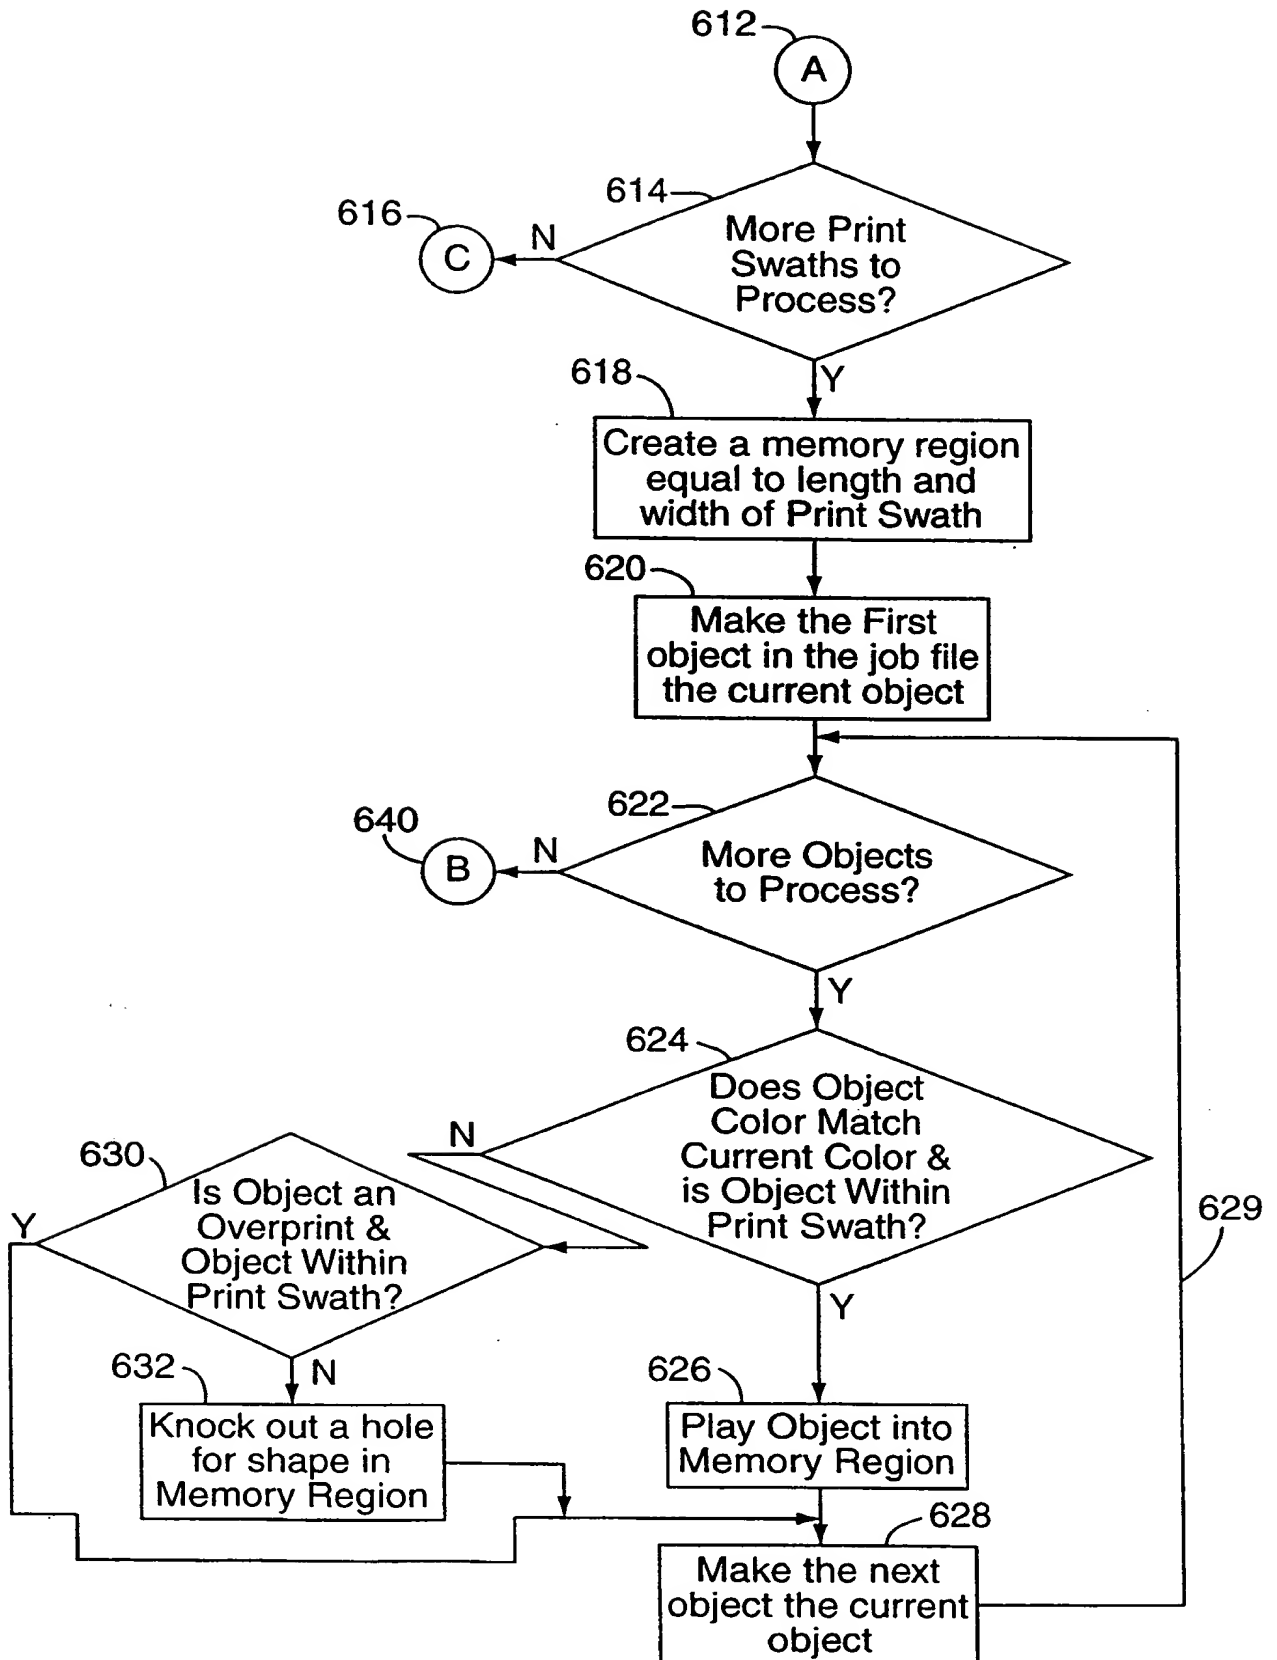 612
A
614
616
N
C
More Print
Swaths to
Process?
Y
618
Create a memory region
equal to length and
width of Print Swath
620
Make the First
object in the job file
the current object
622
640
N
B
More Objects
to Process?
Y
624
Does Object
Color Match
Current Color &
is Object Within
Print Swath?
N
630
Is Object an
Overprint &
Object Within
Print Swath?
Y
629
Y
N
632
Knock out a hole
for shape in
Memory Region
626
Play Object into
Memory Region
628
Make the next
object the current
object